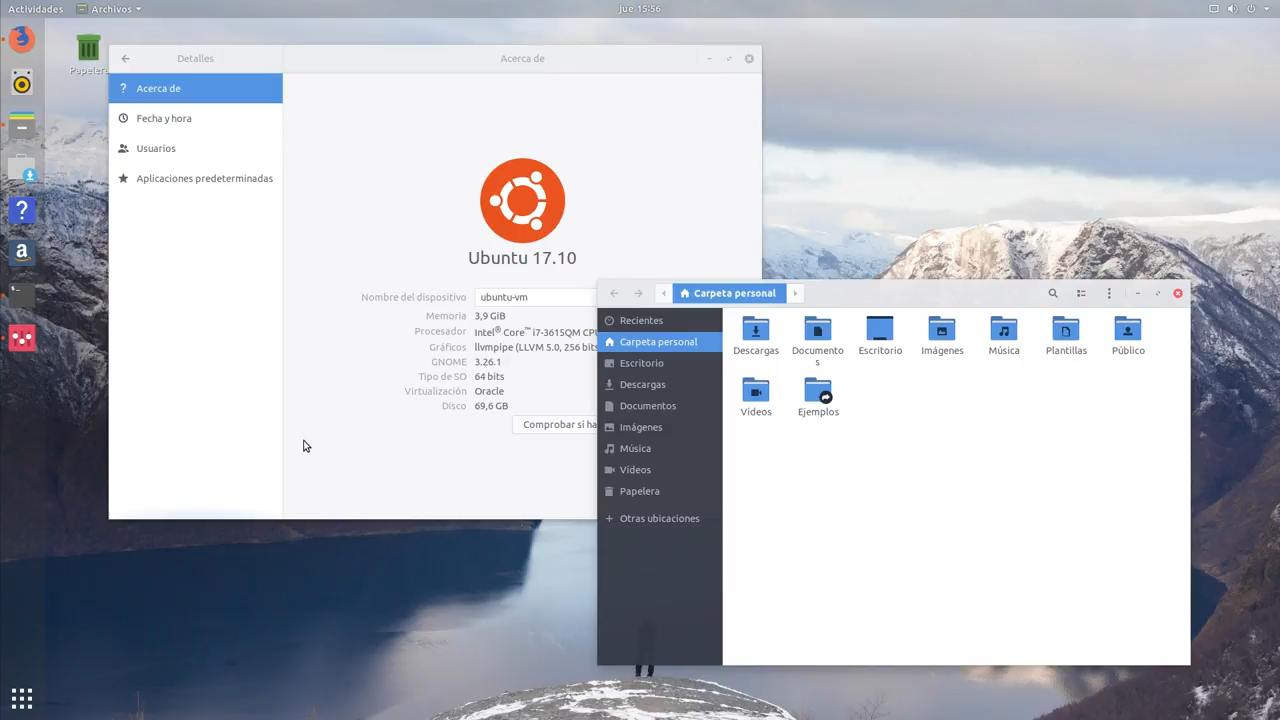 Actividades
Archivos
jue 15:56
Papelera
Detalles
Acerca de
Acerca de
Fecha y hora
Usuarios
Aplicaciones predeterminadas
Ubuntu 17.10
Nombre del dispositivo ubuntu-vm
Memoria 3,9 GiB
Procesador Intel® Core™ i7-3615QM CPU
Gráficos llvmpipe (LLVM 5.0, 256 bits
GNOME 3.26.1
Tipo de SO 64 bits
Virtualización Oracle
Disco 69,6 GB
Comprobar si ha
Carpeta personal
Recientes
Carpeta personal
Escritorio
Descargas
Documentos
Imágenes
Música
Vídeos
Papelera
Otras ubicaciones
Descargas
Documento
s
Escritorio
Imágenes
Música
Plantillas
Público
Vídeos
Ejemplos